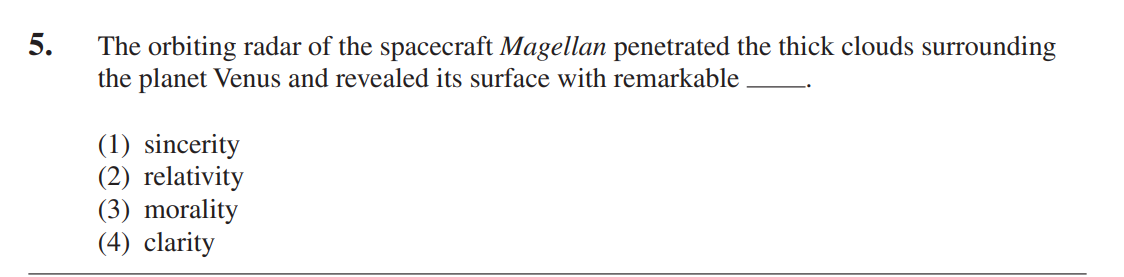 5. The orbiting radar of the spacecraft Magellan penetrated the thick clouds surrounding
the planet Venus and revealed its surface with remarkable _____.
(1) sincerity
(2) relativity
(3) morality
(4) clarity